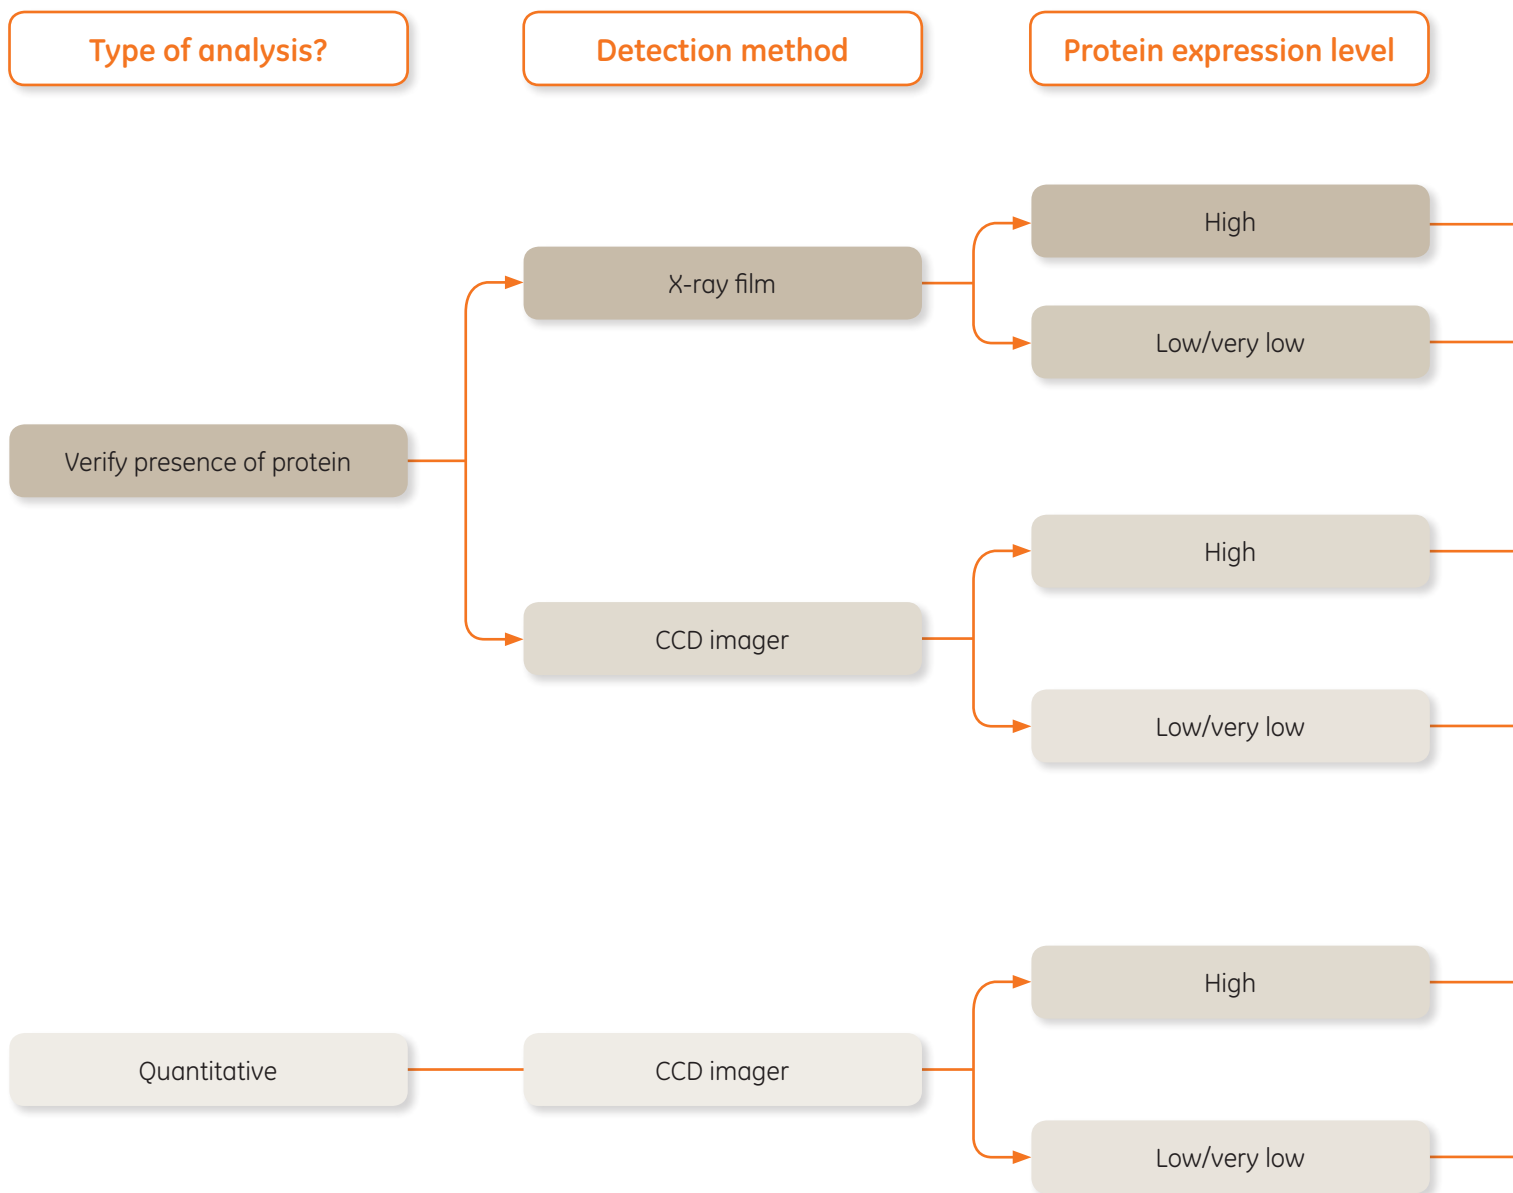 Type of analysis?
Detection method
Protein expression level
High
X-ray film
Low/very low
Verify presence of protein
High
CCD imager
Low/very low
High
Quantitative
CCD imager
Low/very low